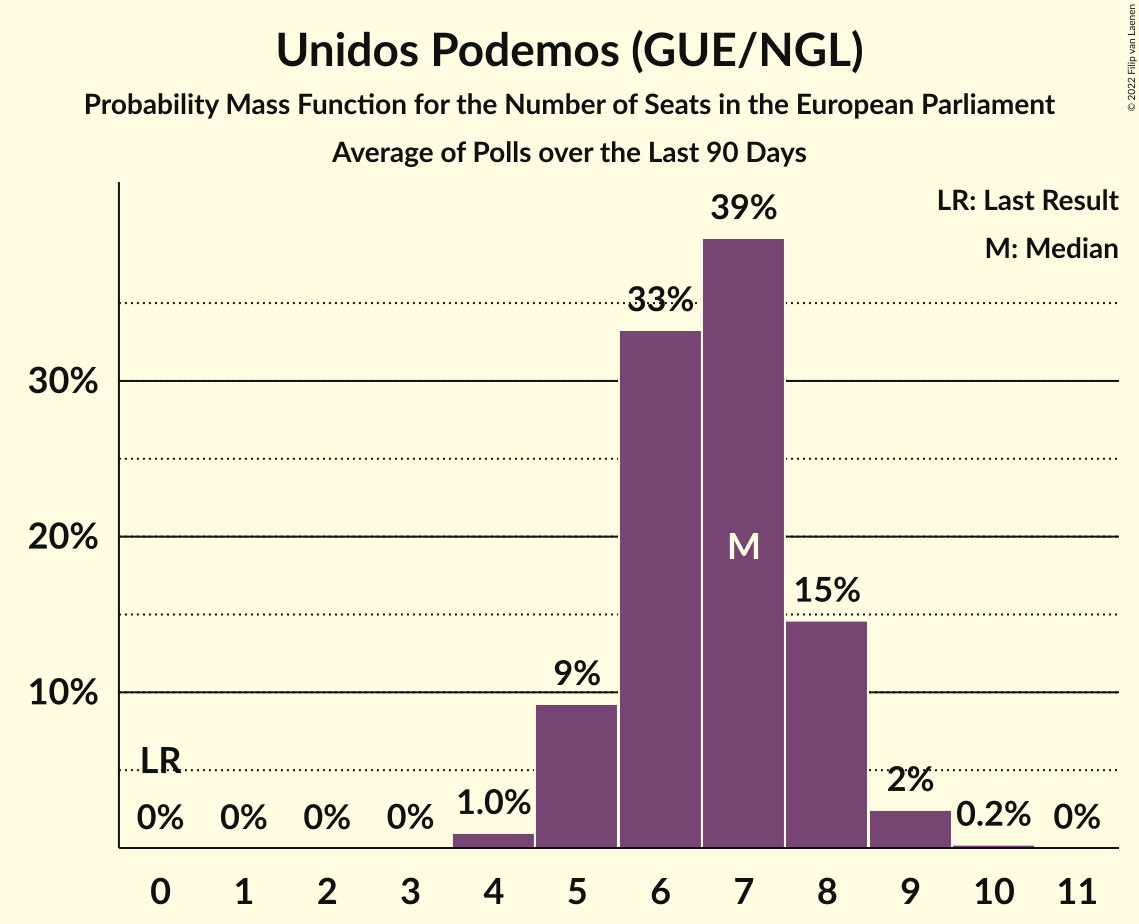 Unidos Podemos (GUE/NGL)
Probability Mass Function for the Number of Seats in the European Parliament
Average of Polls over the Last 90 Days
© 2022 Filip van Laenen
LR: Last Result
M: Median
39%
33%
30%
20%
M
15%
10%
9%
LR
0% 0% 0% 0% 1.0% 2% 0.2% 0%
0 1 2 3 4 5 6 7 8 9 10 11